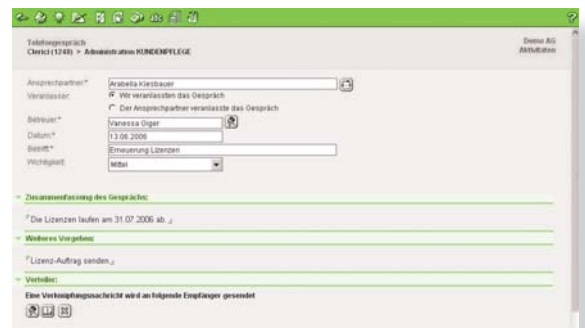 Telefongespräch
Demo AG
Clerici (1248) > Administration KUNDENPFLEGE
Aktivitäten
Ansprechpartner:*
Arabella Kiesbauer
Veranlasser:
Wir veranlassten das Gespräch
Der Ansprechpartner veranlasste das Gespräch
Betreuer:*
Vanessa Giger
Datum:*
13.06.2006
Betreff:*
Erneuerung Lizenzen
Wichtigkeit:
Mittel
Zusammenfassung des Gesprächs:
Die Lizenzen laufen am 31.07.2006 ab.
Weiteres Vorgehen:
Lizenz-Auftrag senden.
Verteiler:
Eine Verknüpfungsnachricht wird an folgende Empfänger gesendet